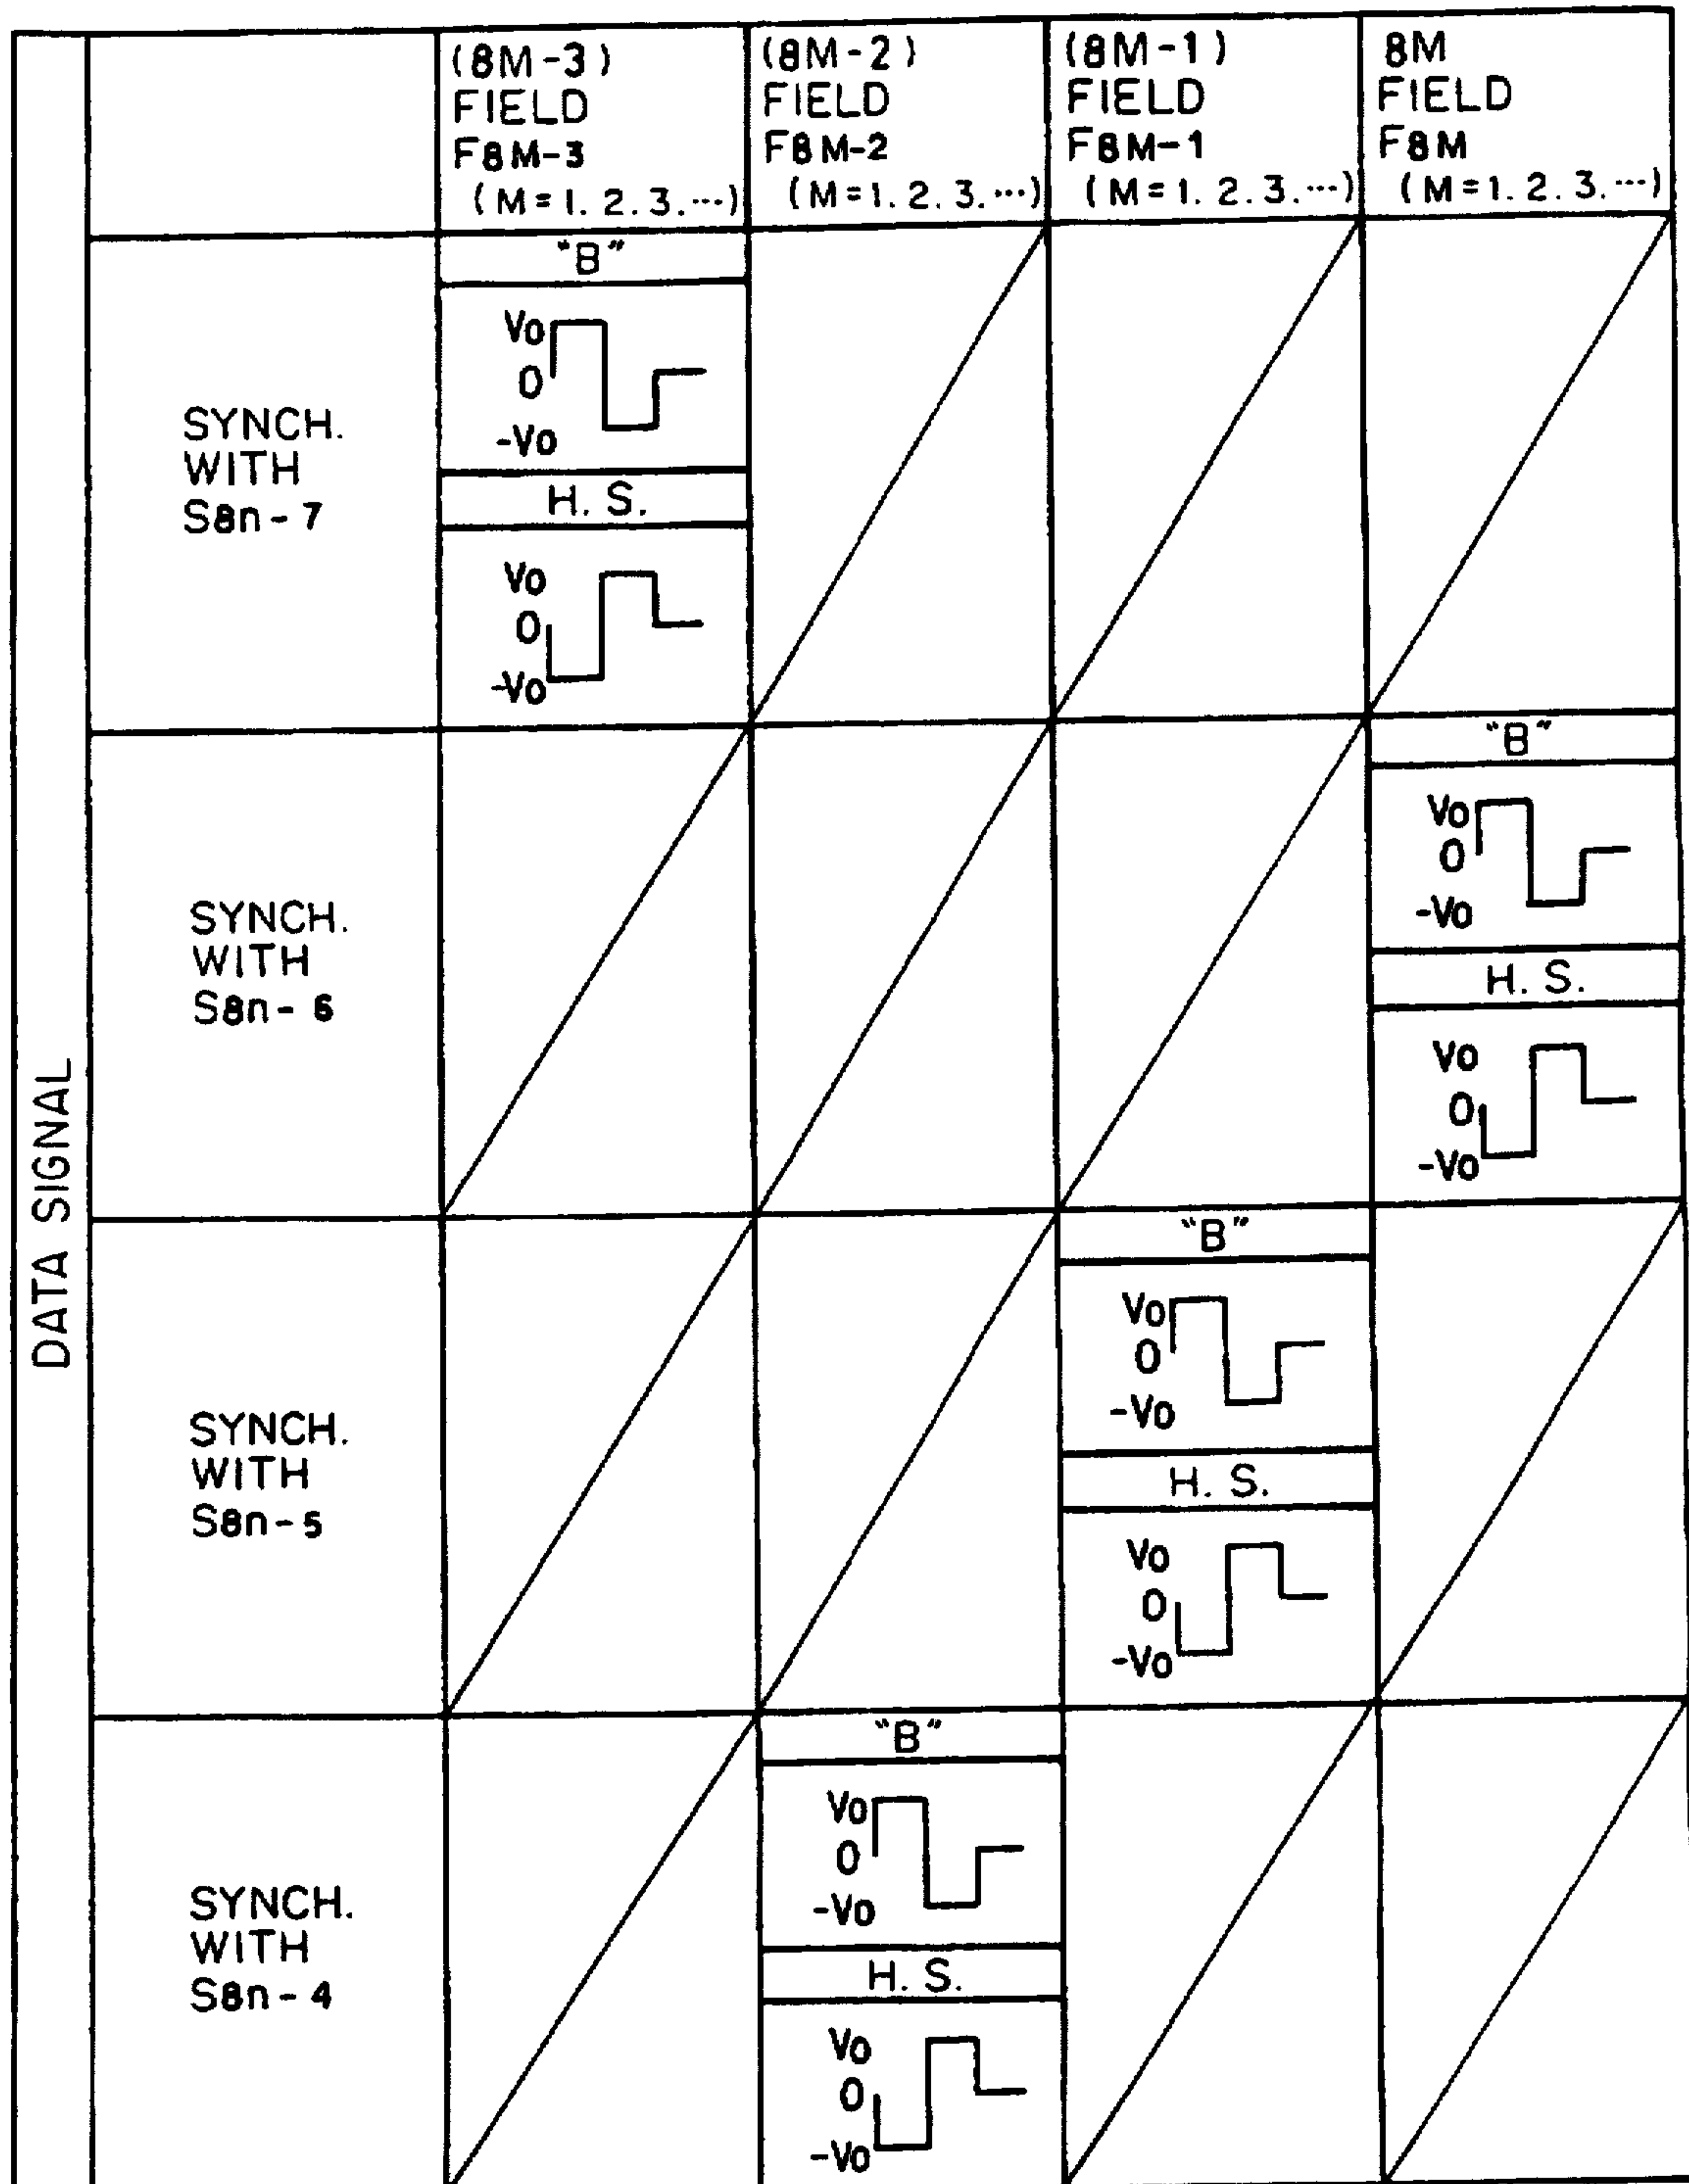 (8M-3)
FIELD
F8M-3
(M=1.2.3.…)
(8M-2)
FIELD
F8M-2
(M=1.2.3.…)
(8M-1)
FIELD
F8M-1
(M=1.2.3.…)
8M
FIELD
F8M
(M=1.2.3.…)
DATA SIGNAL
SYNCH.
WITH
S8n-7
"B"
Vo
0
-Vo
H.S.
Vo
0
-Vo
SYNCH.
WITH
S8n-6
"B"
Vo
0
-Vo
H.S.
Vo
0
-Vo
SYNCH.
WITH
S8n-5
"B"
Vo
0
-Vo
H.S.
Vo
0
-Vo
SYNCH.
WITH
S8n-4
"B"
Vo
0
-Vo
H.S.
Vo
0
-Vo